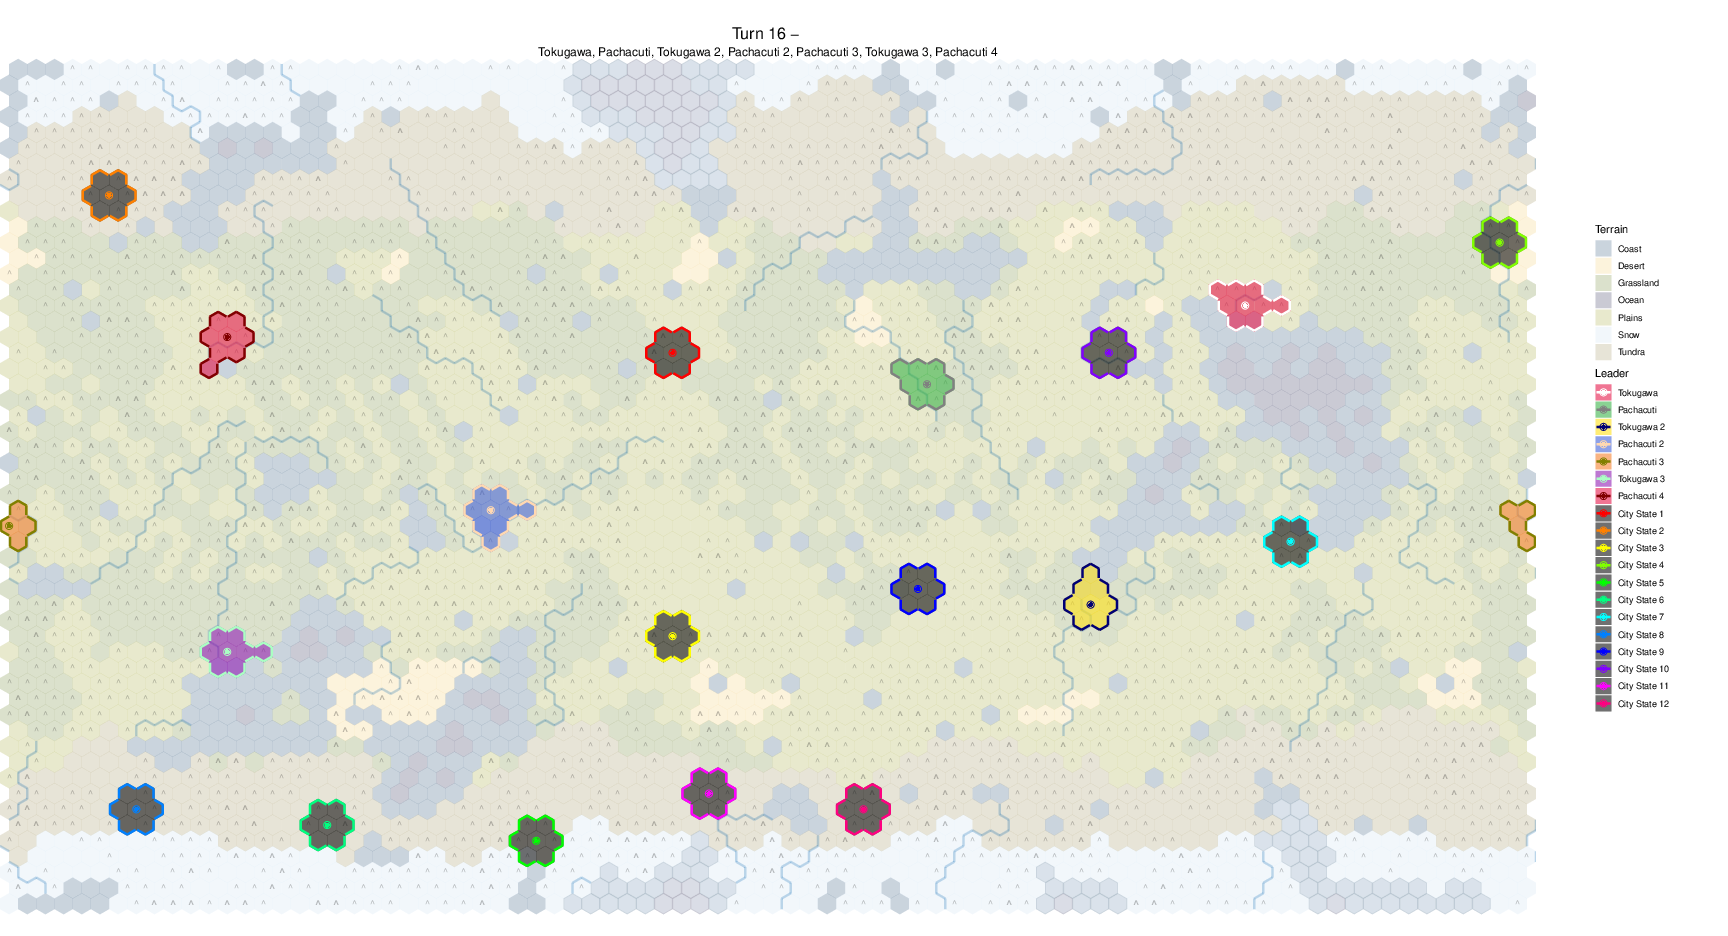 Turn 16 –
Tokugawa, Pachacuti, Tokugawa 2, Pachacuti 2, Pachacuti 3, Tokugawa 3, Pachacuti 4
Terrain
Coast
Desert
Grassland
Ocean
Plains
Snow
Tundra
Leader
Tokugawa
Pachacuti
Tokugawa 2
Pachacuti 2
Pachacuti 3
Tokugawa 3
Pachacuti 4
City State 1
City State 2
City State 3
City State 4
City State 5
City State 6
City State 7
City State 8
City State 9
City State 10
City State 11
City State 12